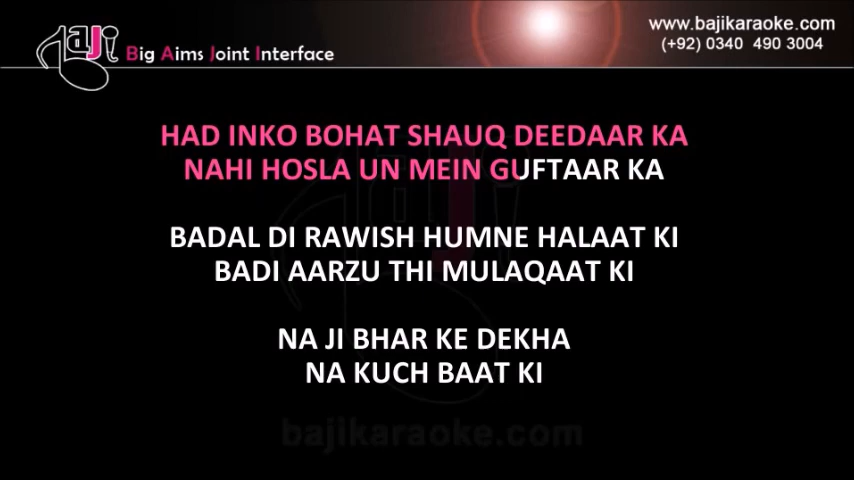 BAJI
Big Aims Joint Interface
www.bajikaraoke.com
(+92) 0340 490 3004
HAD INKO BOHAT SHAUQ DEEDAAR KA
NAHI HOSLA UN MEIN GUFTAAR KA
BADAL DI RAWISH HUMNE HALAAT KI
BADI AARZU THI MULAQAAT KI
NA JI BHAR KE DEKHA
NA KUCH BAAT KI
bajikaraoke.com